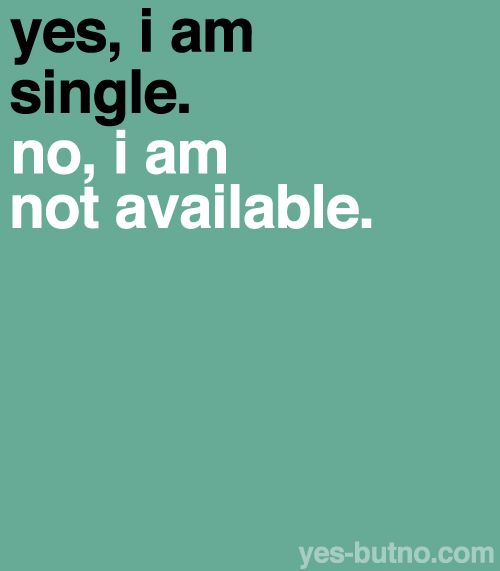 yes, i am
single.
no, i am
not available.
yes-butno.com